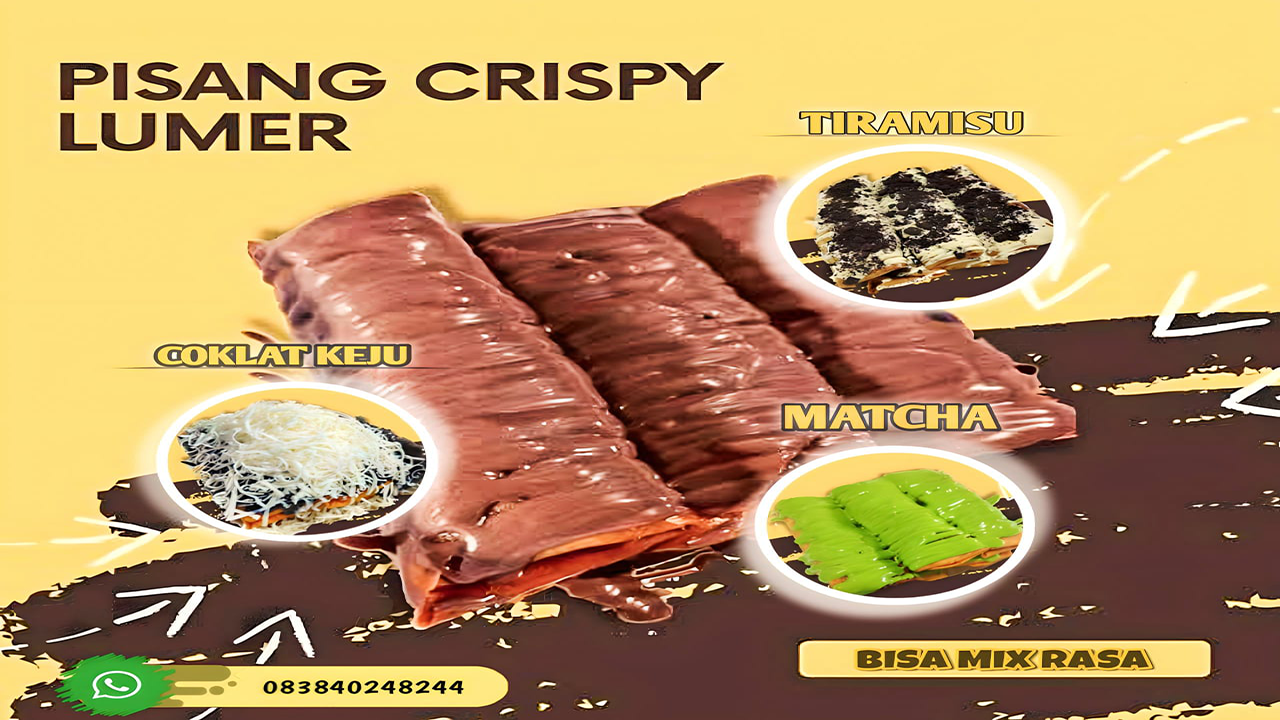 PISANG CRISPY
LUMER
TIRAMISU
COKLAT KEJU
MATCHA
BISA MIX RASA
083840248244